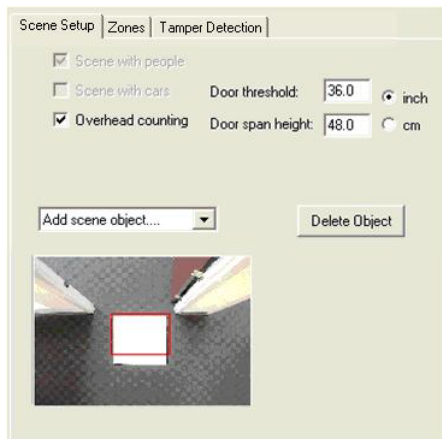 Scene Setup Zones Tamper Detection
Scene with people
Scene with cars Door threshold: 36.0 inch
Overhead counting Door span height: 48.0 cm
Add scene object.... Delete Object